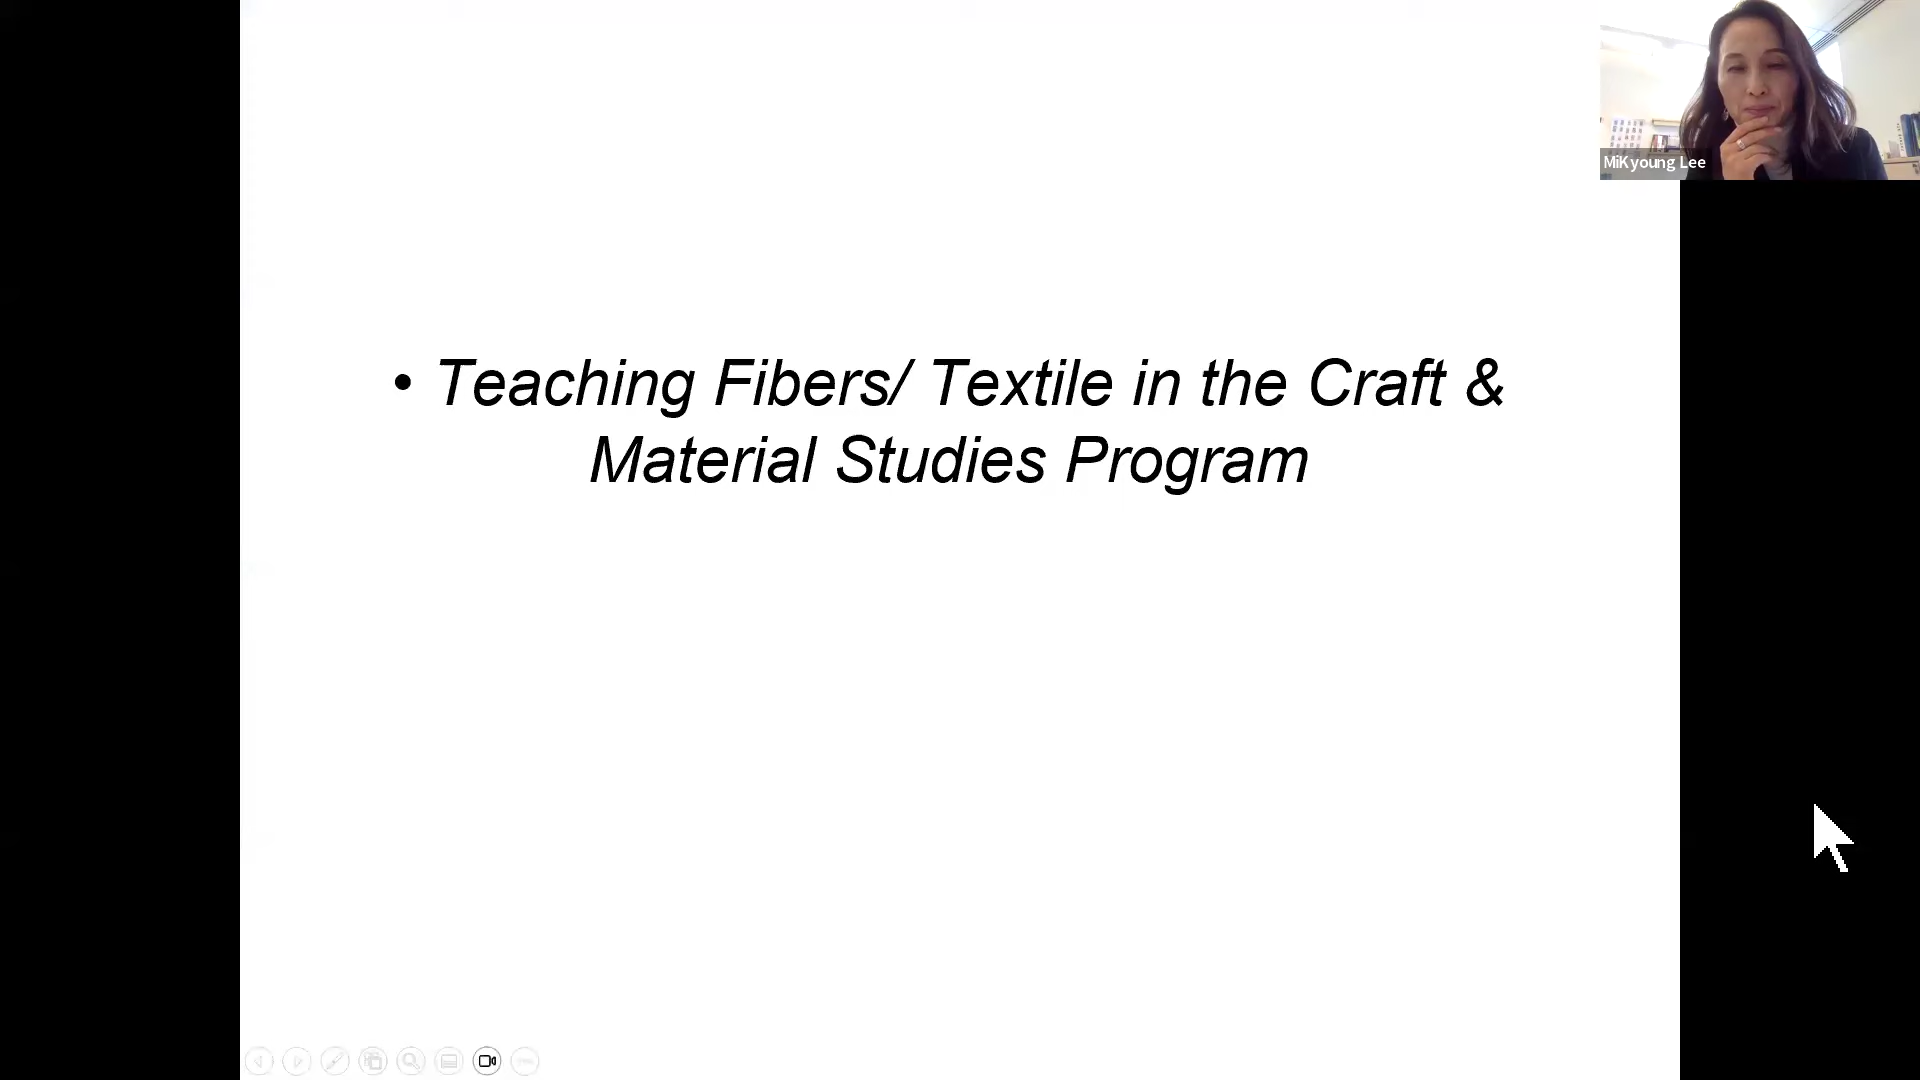 MiKyoung Lee
• Teaching Fibers/ Textile in the Craft &
Material Studies Program